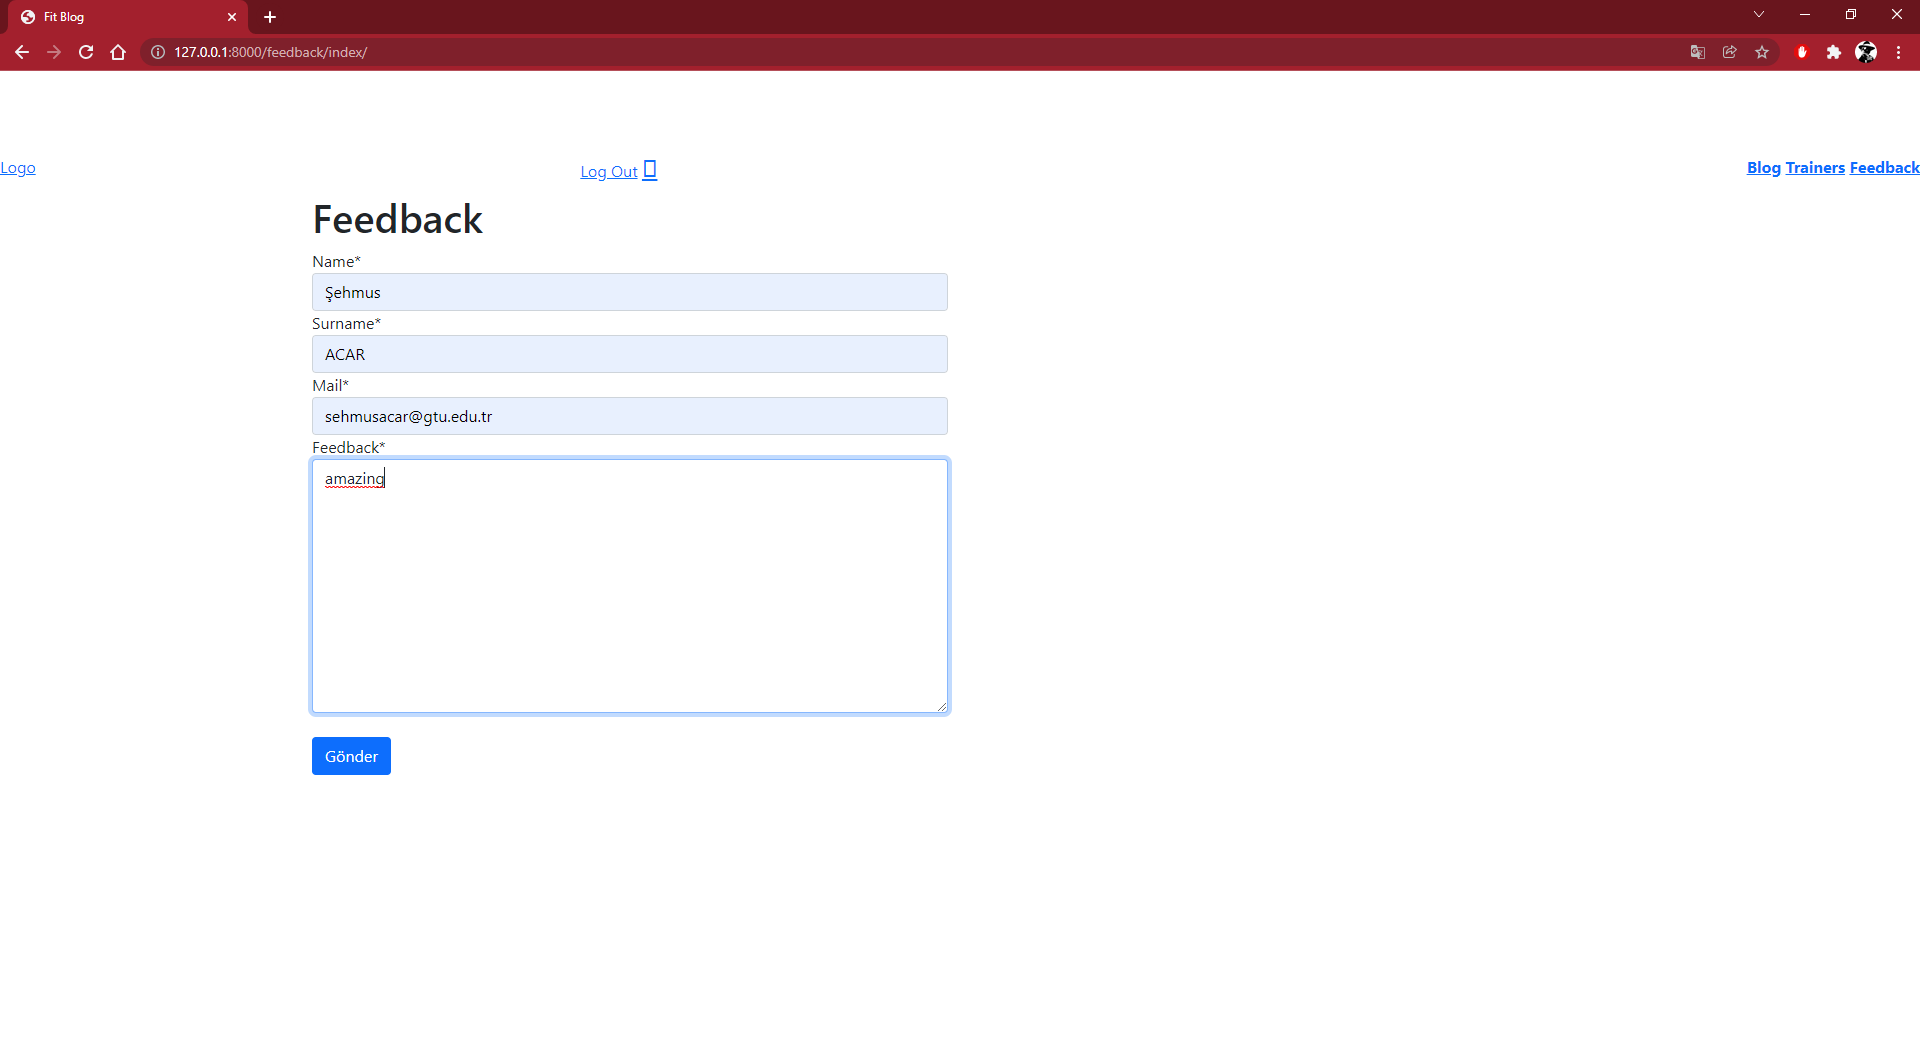 Fit Blog
127.0.0.1:8000/feedback/index/
Logo
Log Out
Blog Trainers Feedback
Feedback
Name*
Şehmus
Surname*
ACAR
Mail*
sehmusacar@gtu.edu.tr
Feedback*
amazing
Gönder